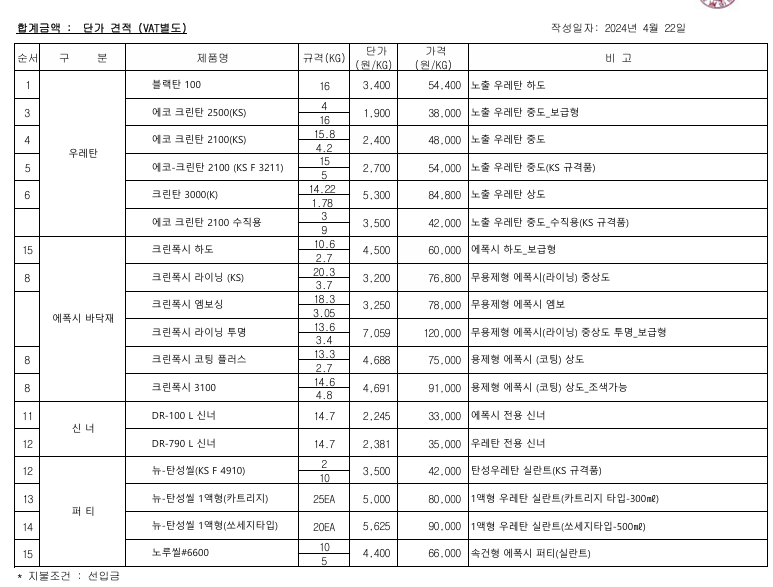 합계금액 : 단가 견적 (VAT별도)
작성일자: 2024년 4월 22일
순서 구 분 제품명 규격(KG) 단가 (원/KG) 가격 (원/KG) 비 고
1 우레탄 블랙탄 100 16 3,400 54,400 노출 우레탄 하도
3 에코 크린탄 2500(KS) 4 16 1,900 38,000 노출 우레탄 중도_보급형
4 에코 크린탄 2100(KS) 15.8 4.2 2,400 48,000 노출 우레탄 중도
5 에코-크린탄 2100 (KS F 3211) 15 5 2,700 54,000 노출 우레탄 중도(KS 규격품)
6 크린탄 3000(K) 14.22 1.78 5,300 84,800 노출 우레탄 상도
에코 크린탄 2100 수직용 3 9 3,500 42,000 노출 우레탄 중도_수직용(KS 규격품)
15 에폭시 바닥재 크린폭시 하도 10.6 2.7 4,500 60,000 에폭시 하도_보급형
8 크린폭시 라이닝 (KS) 20.3 3.7 3,200 76,800 무용제형 에폭시(라이닝) 중상도
크린폭시 엠보싱 18.3 3.05 3,250 78,000 무용제형 에폭시 엠보
크린폭시 라이닝 투명 13.6 3.4 7,059 120,000 무용제형 에폭시(라이닝) 중상도 투명_보급형
8 크린폭시 코팅 플러스 13.3 2.7 4,688 75,000 용제형 에폭시 (코팅) 상도
8 크린폭시 3100 14.6 4.8 4,691 91,000 용제형 에폭시 (코팅) 상도_조색가능
11 신 너 DR-100 L 신너 14.7 2,245 33,000 에폭시 전용 신너
12 DR-790 L 신너 14.7 2,381 35,000 우레탄 전용 신너
12 퍼 티 뉴-탄성씰(KS F 4910) 2 10 3,500 42,000 탄성우레탄 실란트(KS 규격품)
13 뉴-탄성씰 1액형(카트리지) 25EA 5,000 80,000 1액형 우레탄 실란트(카트리지 타입-300㎖)
14 뉴-탄성씰 1액형(쏘세지타입) 20EA 5,625 90,000 1액형 우레탄 실란트(쏘세지타입-500㎖)
15 노루씰#6600 10 5 4,400 66,000 속건형 에폭시 퍼티(실란트)
* 지불조건 : 선입금